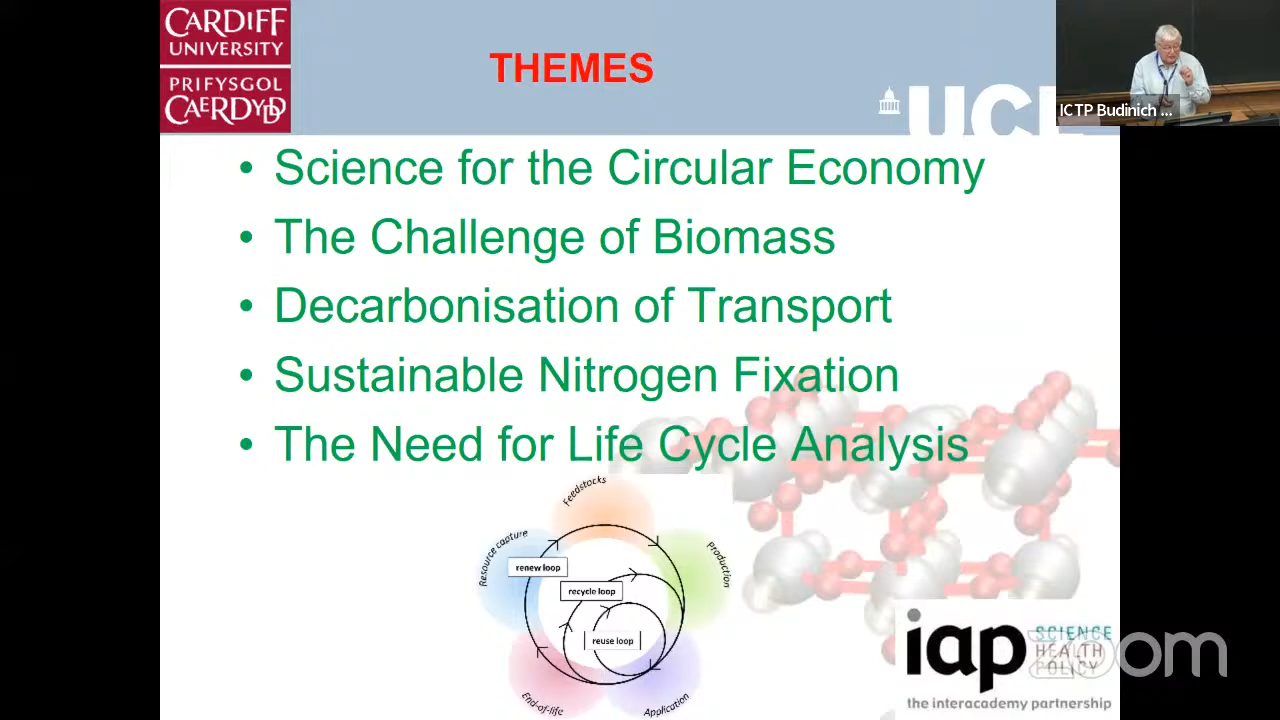 CARDIFF
UNIVERSITY
PRIFYSGOL
CAERDYDD
THEMES
UCL
ICTP Budinich ...
• Science for the Circular Economy
• The Challenge of Biomass
• Decarbonisation of Transport
• Sustainable Nitrogen Fixation
• The Need for Life Cycle Analysis
Feedstocks
Resource capture
Production
renew loop
recycle loop
reuse loop
End-of-life
Application
iap SCIENCE
HEALTH
POLICY
the interacademy partnership
zoom